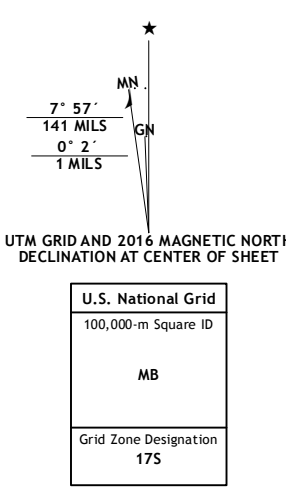 ★
MN
GN
7° 57´
141 MILS
0° 2´
1 MILS
UTM GRID AND 2016 MAGNETIC NORTH
DECLINATION AT CENTER OF SHEET
U.S. National Grid
100,000-m Square ID
MB
Grid Zone Designation
17S